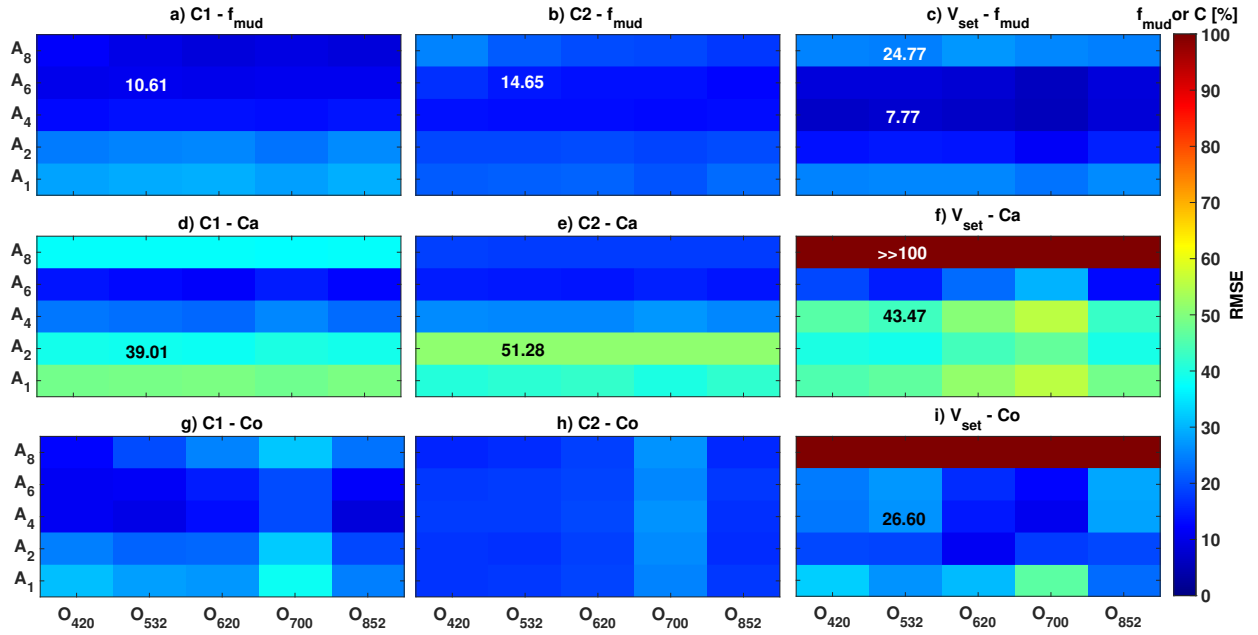 a) C1 - f_mud
b) C2 - f_mud
c) V_set - f_mud
f_mud or C [%]
A_8
A_6
A_4
A_2
A_1
10.61
14.65
24.77
7.77
d) C1 - Ca
e) C2 - Ca
f) V_set - Ca
A_8
A_6
A_4
A_2
A_1
39.01
51.28
>>100
43.47
g) C1 - Co
h) C2 - Co
i) V_set - Co
A_8
A_6
A_4
A_2
A_1
26.60
O_420 O_532 O_620 O_700 O_852
O_420 O_532 O_620 O_700 O_852
O_420 O_532 O_620 O_700 O_852
100
90
80
70
60
50
40
30
20
10
0
RMSE